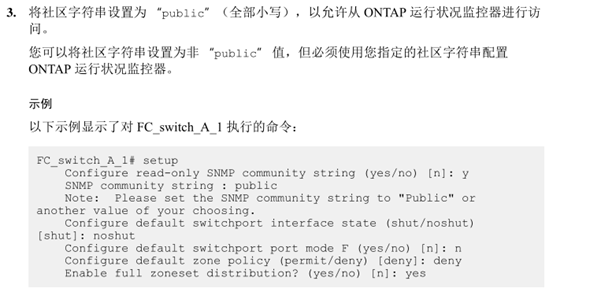 3. 将社区字符串设置为 “public”（全部小写），以允许从 ONTAP 运行状况监控器进行访
问。
您可以将社区字符串设置为非 “public” 值，但必须使用您指定的社区字符串配置
ONTAP 运行状况监控器。
示例
以下示例显示了对 FC_switch_A_1 执行的命令：
FC_switch_A_1# setup
Configure read-only SNMP community string (yes/no) [n]: y
SNMP community string : public
Note:  Please set the SNMP community string to "Public" or
another value of your choosing.
Configure default switchport interface state (shut/noshut)
[shut]: noshut
Configure default switchport port mode F (yes/no) [n]: n
Configure default zone policy (permit/deny) [deny]: deny
Enable full zoneset distribution? (yes/no) [n]: yes